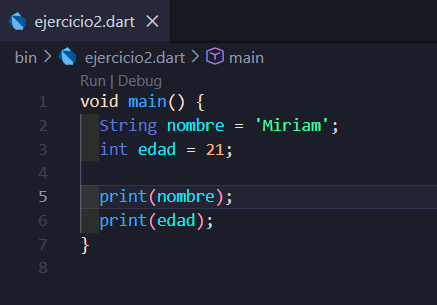 ejercicio2.dart
bin > ejercicio2.dart > main
Run | Debug
1 void main() {
2 String nombre = 'Miriam';
3 int edad = 21;
4
5 print(nombre);
6 print(edad);
7 }
8